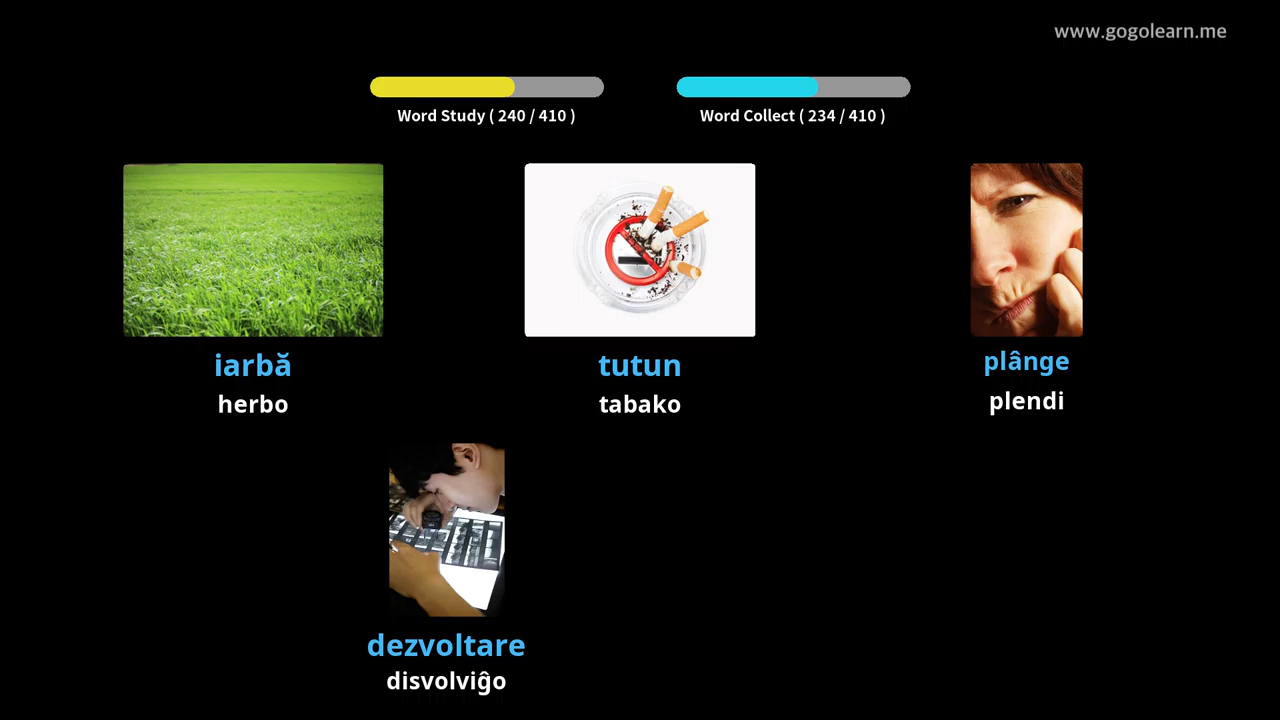 www.gogolearn.me
Word Study ( 240 / 410 )
Word Collect ( 234 / 410 )
iarbă
tutun
plânge
herbo
tabako
plendi
dezvoltare
disvolviĝo